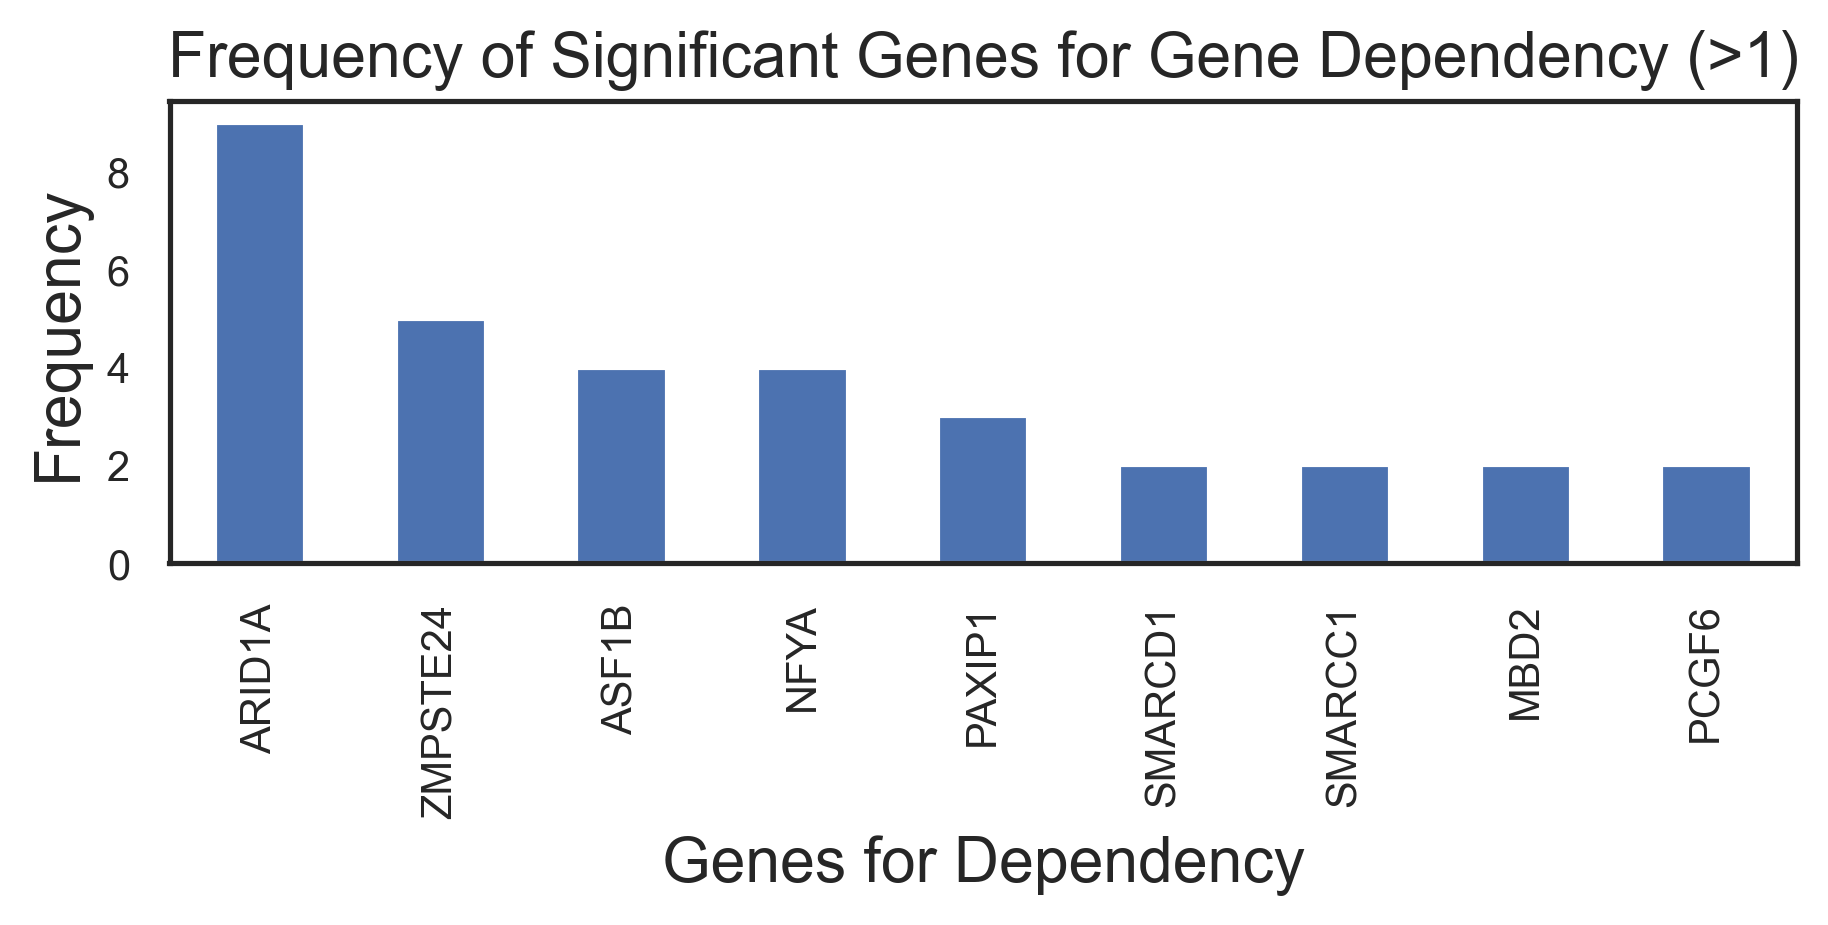 Frequency of Significant Genes for Gene Dependency (>1)
Frequency
8
6
4
2
0
ARID1A
ZMPSTE24
ASF1B
NFYA
PAXIP1
SMARCD1
SMARCC1
MBD2
PCGF6
Genes for Dependency